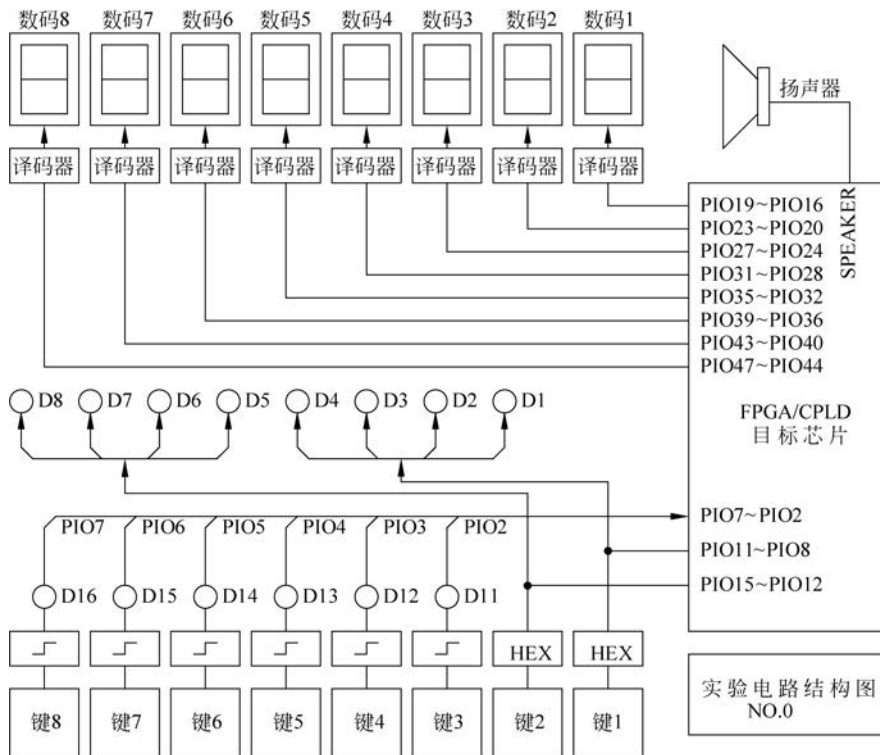 数码8 数码7 数码6 数码5 数码4 数码3 数码2 数码1
扬声器
译码器 译码器 译码器 译码器 译码器 译码器 译码器 译码器
SPEAKER
PIO19~PIO16
PIO23~PIO20
PIO27~PIO24
PIO31~PIO28
PIO35~PIO32
PIO39~PIO36
PIO43~PIO40
PIO47~PIO44
D8 D7 D6 D5 D4 D3 D2 D1
FPGA/CPLD
目标芯片
PIO7 PIO6 PIO5 PIO4 PIO3 PIO2
PIO7~PIO2
PIO11~PIO8
PIO15~PIO12
D16 D15 D14 D13 D12 D11
HEX HEX
键8 键7 键6 键5 键4 键3 键2 键1
实验电路结构图
NO.0